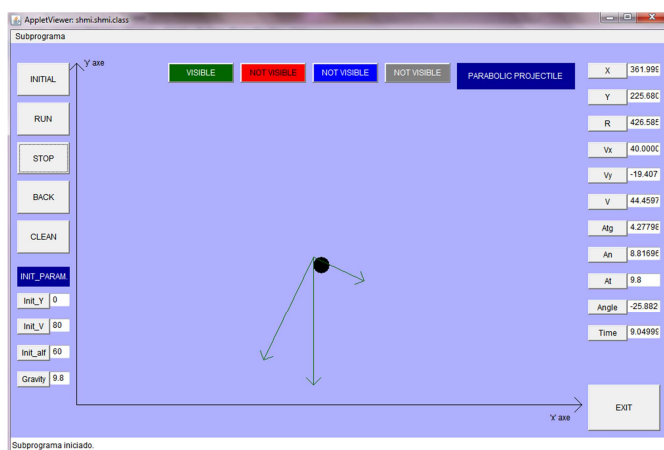 AppletViewer: shmi.shmi.class
Subprograma
'y' axe
VISIBLE
NOT VISIBLE
NOT VISIBLE
NOT VISIBLE
PARABOLIC PROJECTILE
INITIAL
RUN
STOP
BACK
CLEAN
INIT_PARAM.
Init_Y 0
Init_V 80
Init_alf 60
Gravity 9.8
X 361.999
Y 225.680
R 426.585
Vx 40.0000
Vy -19.407
V 44.4597
Atg 4.27798
An 8.81696
At 9.8
Angle -25.882
Time 9.04999
EXIT
'x' axe
Subprograma iniciado.